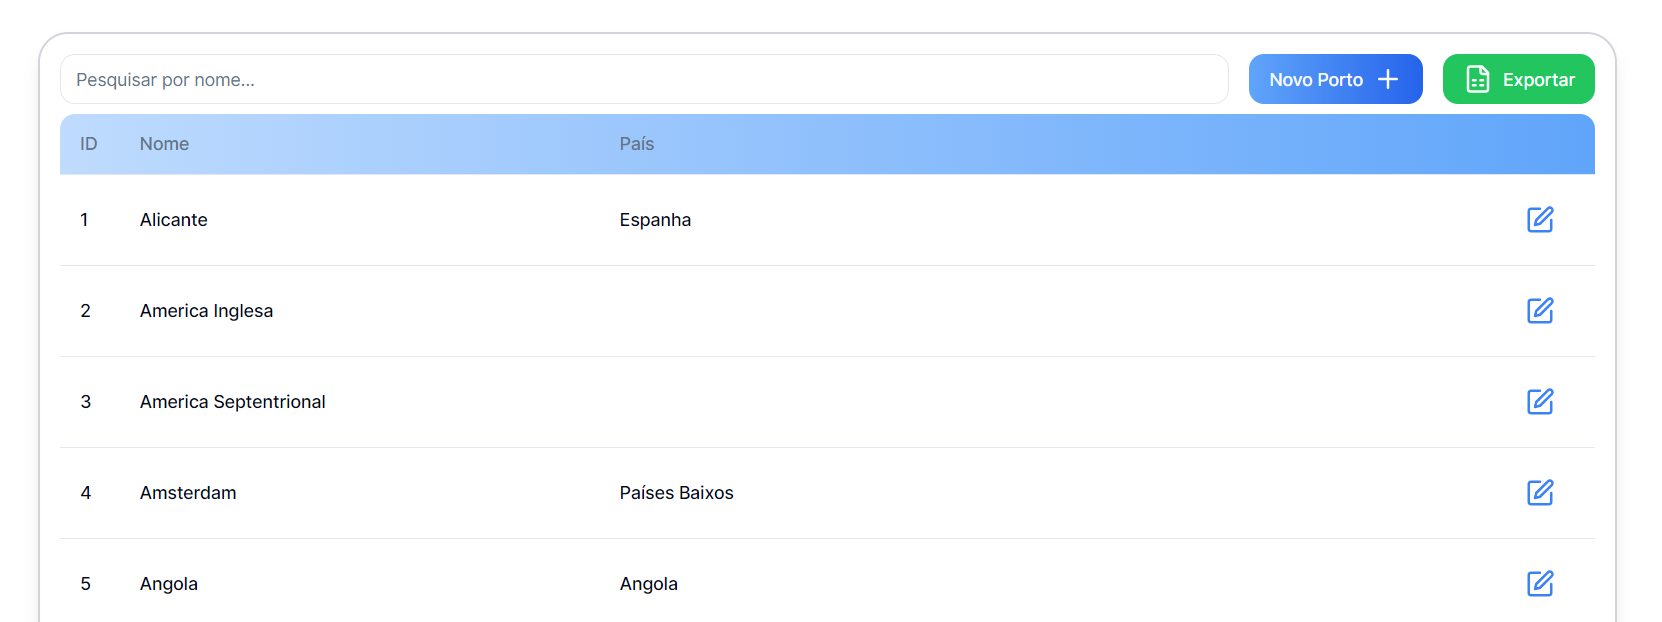 Pesquisar por nome... Novo Porto Exportar
ID Nome País
1 Alicante Espanha
2 America Inglesa
3 America Septentrional
4 Amsterdam Países Baixos
5 Angola Angola